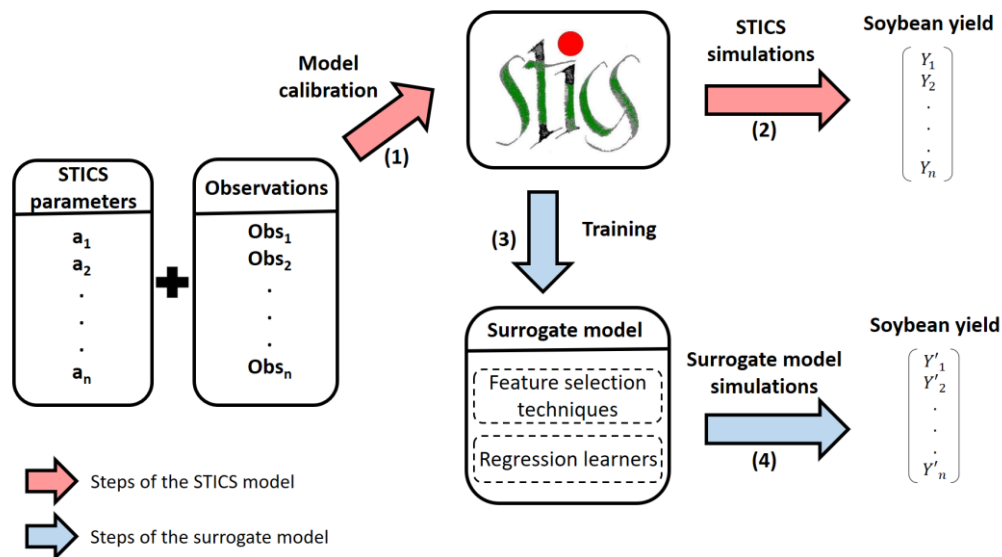 STICS
simulations
Soybean yield
Y1
Y2
.
.
.
Yn
(2)
Model
calibration
(1)
stics
STICS
parameters
a1
a2
.
.
.
an
Observations
Obs1
Obs2
.
.
.
Obsn
(3)
Training
Surrogate model
Feature selection
techniques
Regression learners
Surrogate model
simulations
(4)
Soybean yield
Y'1
Y'2
.
.
.
Y'n
Steps of the STICS model
Steps of the surrogate model